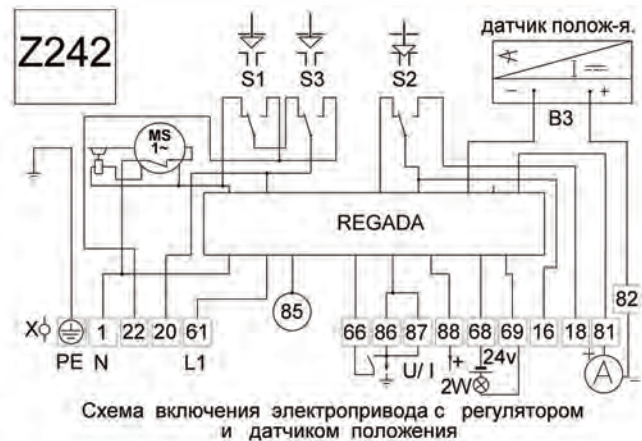 Z242
датчик полож-я.
S1 S3 S2
I
− +
B3
MS
1~
REGADA
85
82
X
1 22 20 61 66 86 87 88 68 69 16 18 81
PE N L1 U/I + 24v + A
2W
Схема включения электропривода с регулятором
и датчиком положения